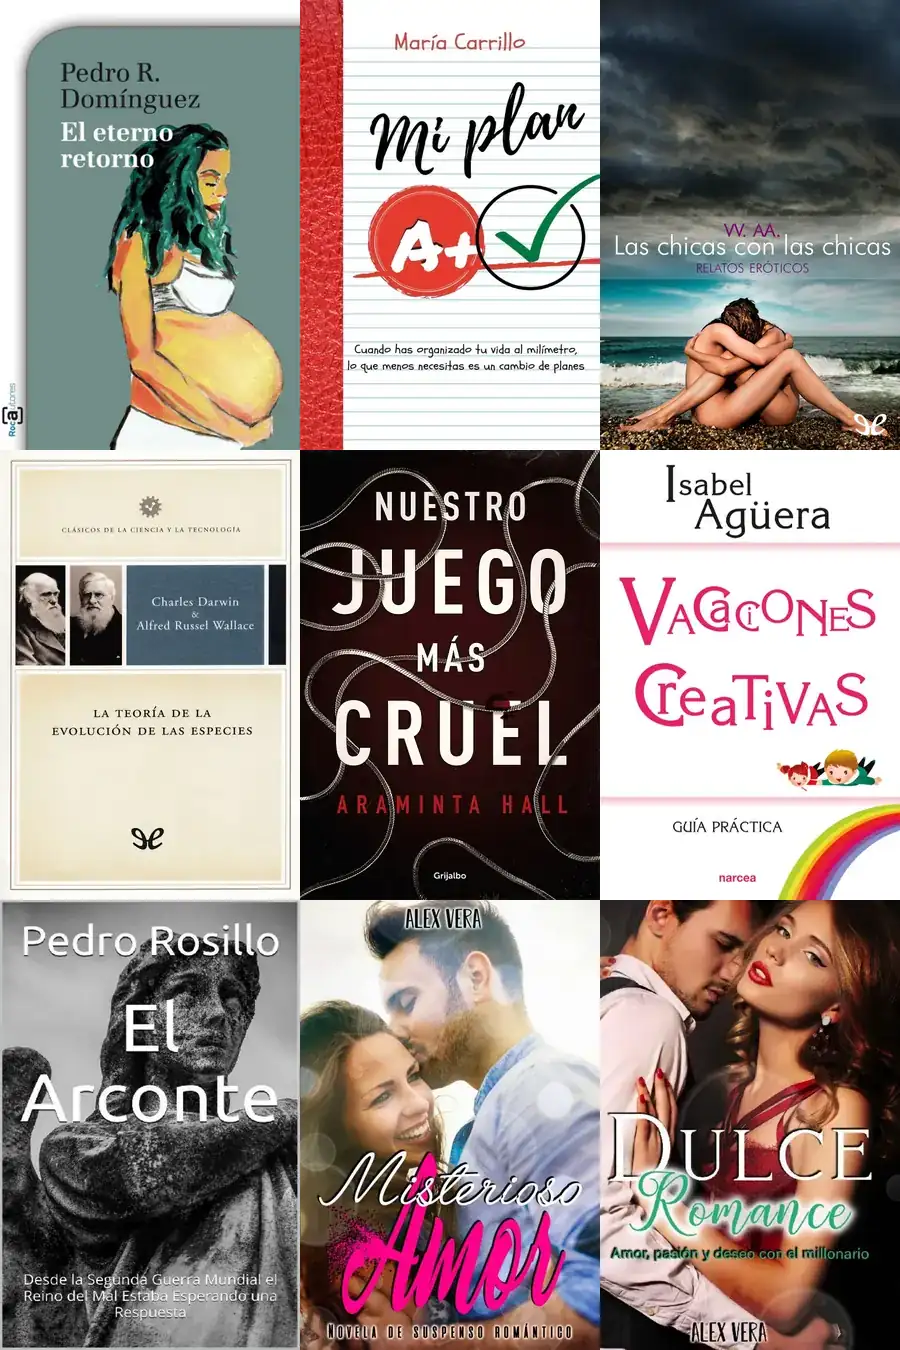 Pedro R.
Domínguez
El eterno
retorno
Roca
autores
María Carrillo
Mi plan
A+
Cuando has organizado tu vida al milímetro,
lo que menos necesitas es un cambio de planes
VV. AA.
Las chicas con las chicas
RELATOS ERÓTICOS
CLÁSICOS DE LA CIENCIA Y LA TECNOLOGÍA
Charles Darwin
&
Alfred Russel Wallace
LA TEORÍA DE LA
EVOLUCIÓN DE LAS ESPECIES
NUESTRO
JUEGO
MÁS
CRUEL
ARAMINTA HALL
Grijalbo
Isabel
Agüera
VACACIONES
CREATIVAS
GUÍA PRÁCTICA
narcea
Pedro Rosillo
El
Arconte
Desde la Segunda Guerra Mundial el
Reino del Mal Estaba Esperando una
Respuesta
ALEX VERA
Misterioso
Amor
NOVELA DE SUSPENSO ROMÁNTICO
DULCE
Romance
Amor, pasión y deseo con el millonario
ALEX VERA